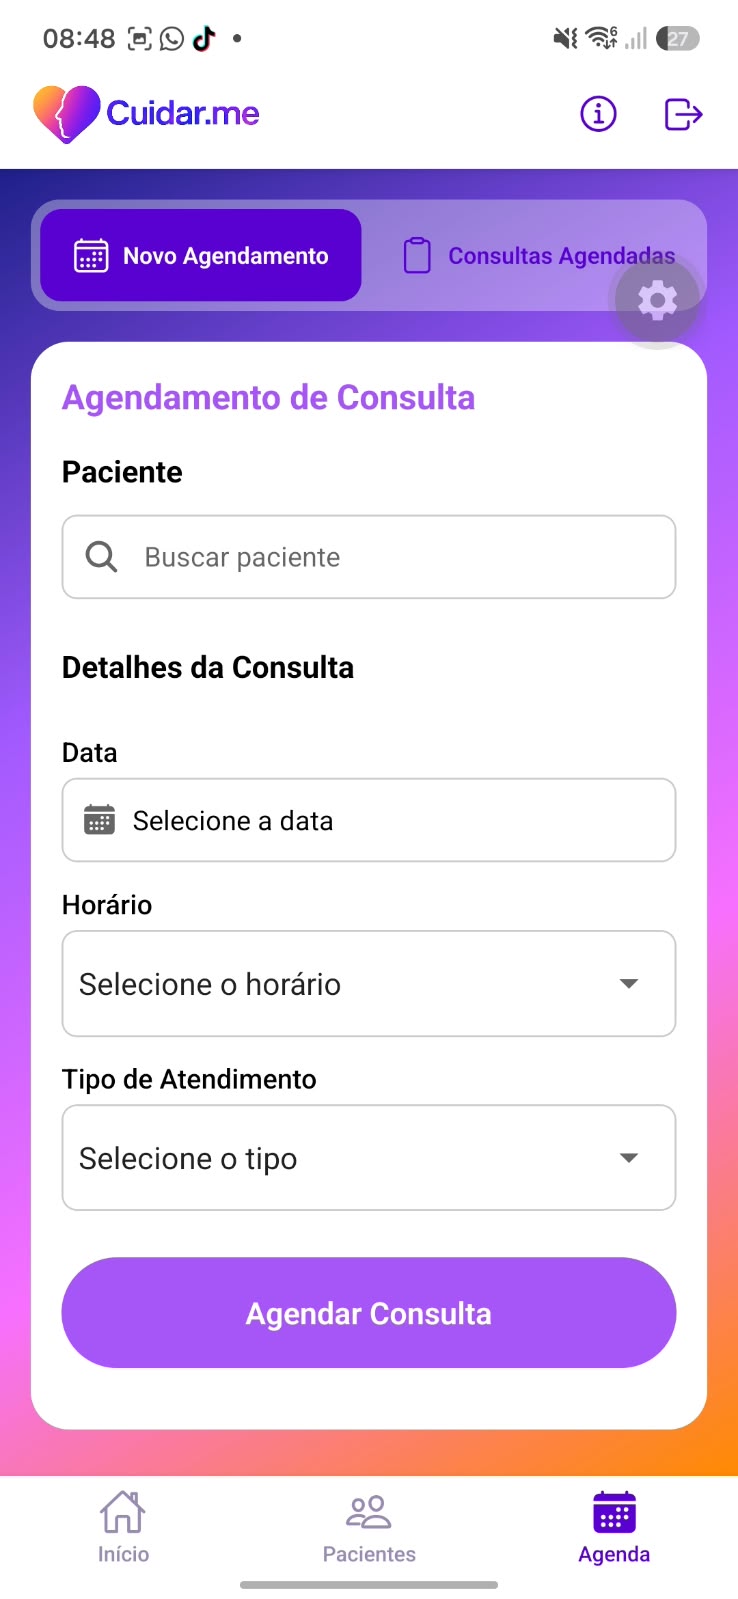 08:48
6
27
Cuidar.me
Novo Agendamento
Consultas Agendadas
Agendamento de Consulta
Paciente
Buscar paciente
Detalhes da Consulta
Data
Selecione a data
Horário
Selecione o horário
Tipo de Atendimento
Selecione o tipo
Agendar Consulta
Início
Pacientes
Agenda